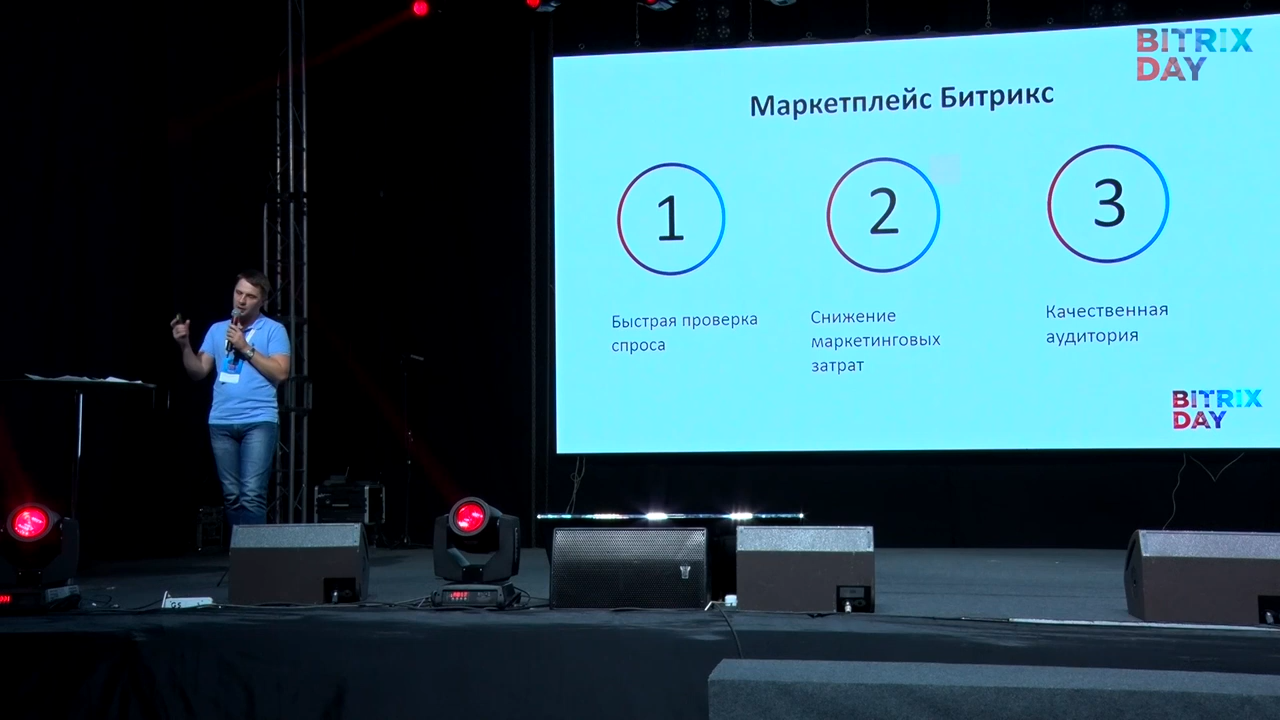 BITRIX
DAY
Маркетплейс Битрикс
1
2
3
Быстрая проверка
спроса
Снижение
маркетинговых
затрат
Качественная
аудитория
BITRIX
DAY